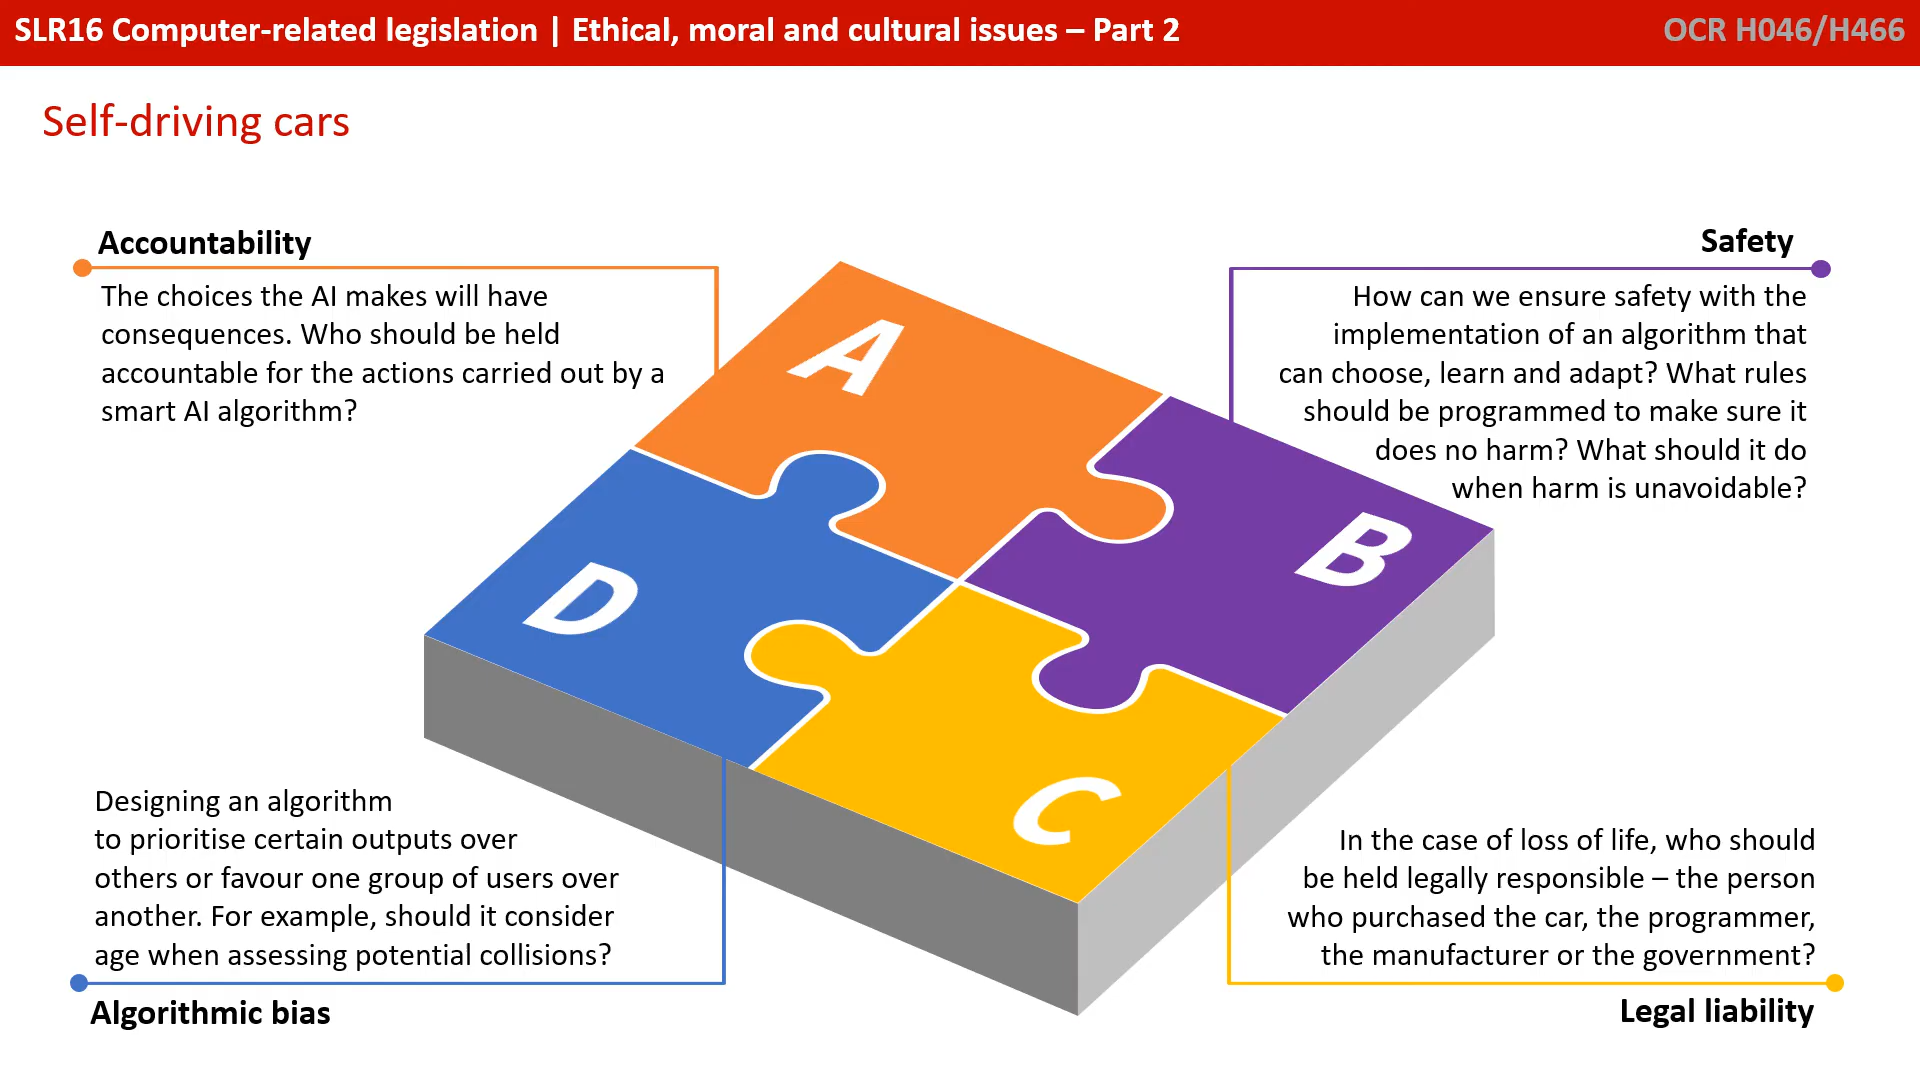 SLR16 Computer-related legislation | Ethical, moral and cultural issues – Part 2
OCR H046/H466
Self-driving cars
Accountability
The choices the AI makes will have
consequences. Who should be held
accountable for the actions carried out by a
smart AI algorithm?
Safety
How can we ensure safety with the
implementation of an algorithm that
can choose, learn and adapt? What rules
should be programmed to make sure it
does no harm? What should it do
when harm is unavoidable?
A
B
D
C
Designing an algorithm
to prioritise certain outputs over
others or favour one group of users over
another. For example, should it consider
age when assessing potential collisions?
Algorithmic bias
In the case of loss of life, who should
be held legally responsible – the person
who purchased the car, the programmer,
the manufacturer or the government?
Legal liability